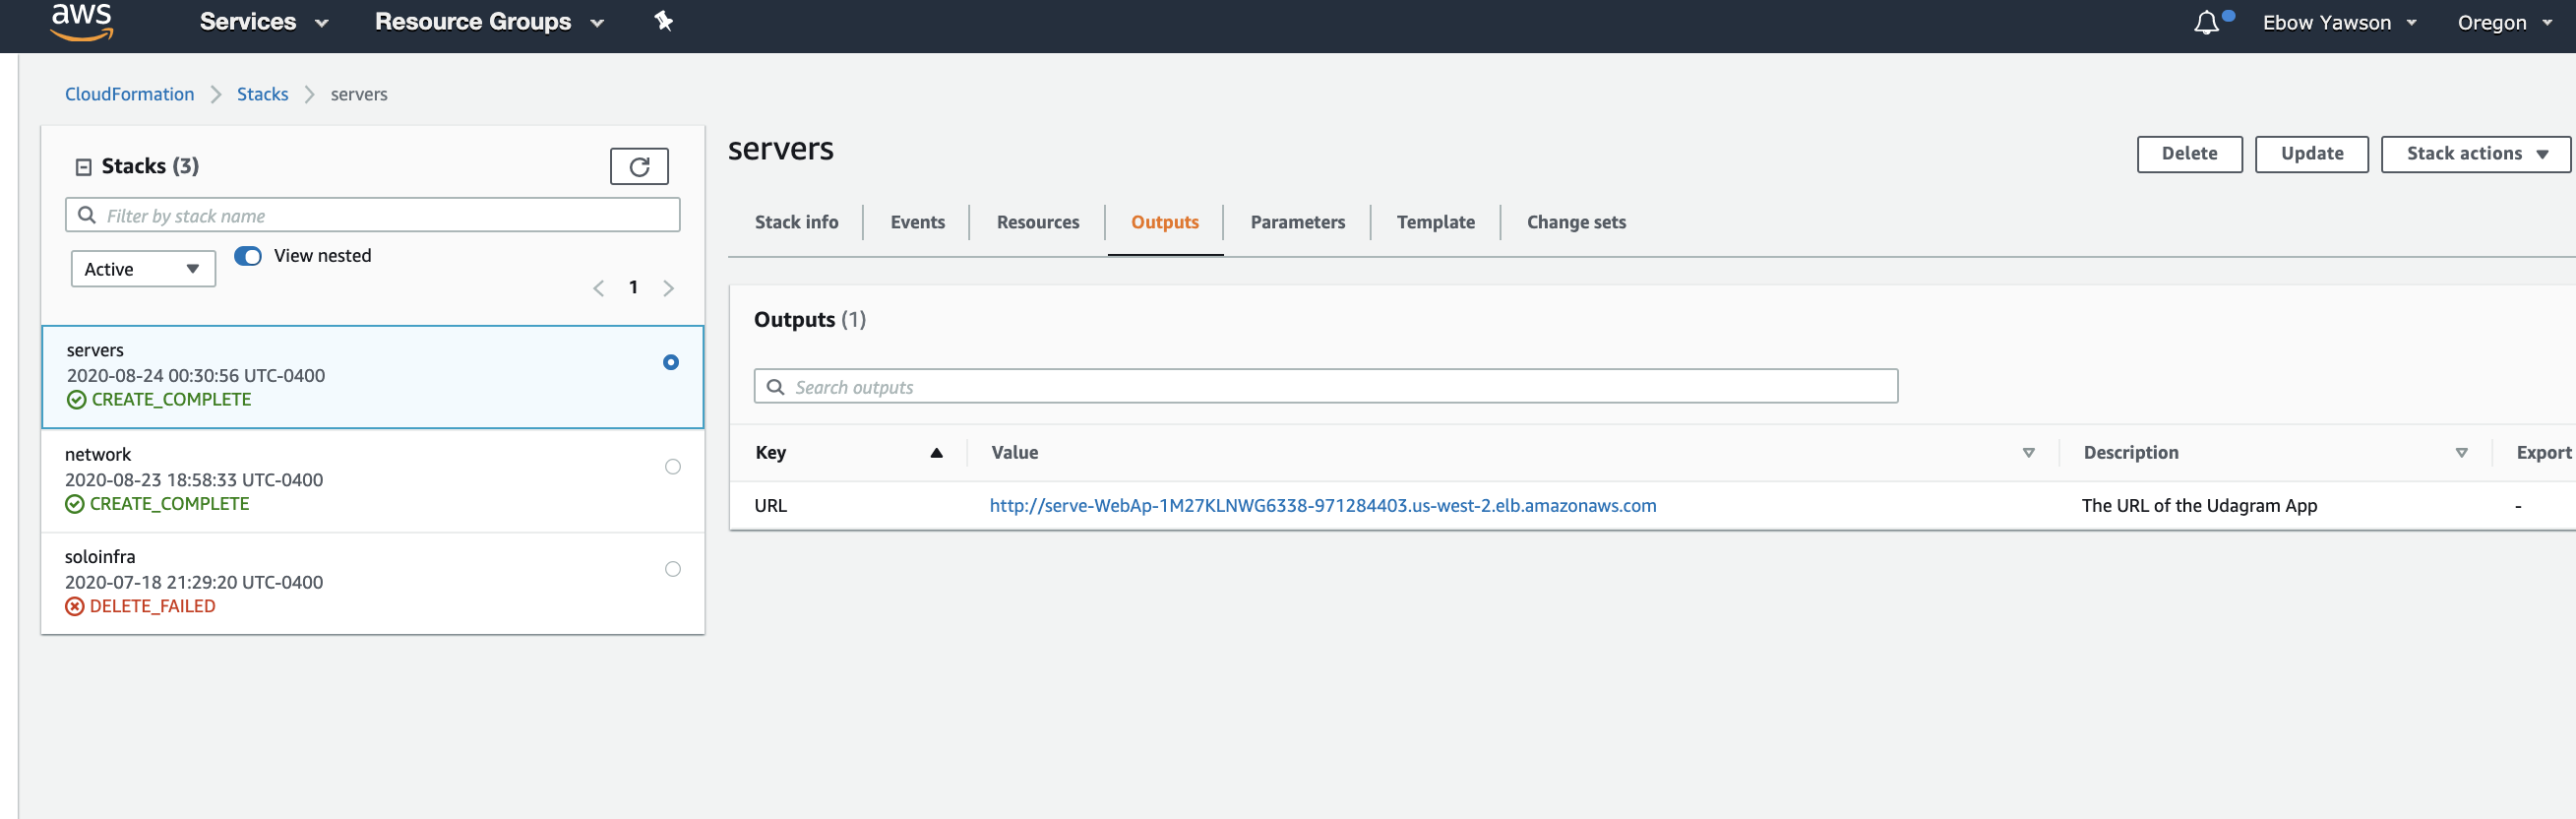 aws Services Resource Groups Ebow Yawson Oregon
CloudFormation Stacks servers
Stacks (3)
Filter by stack name
Active View nested
1
servers
2020-08-24 00:30:56 UTC-0400
CREATE_COMPLETE
network
2020-08-23 18:58:33 UTC-0400
CREATE_COMPLETE
soloinfra
2020-07-18 21:29:20 UTC-0400
DELETE_FAILED
servers
Delete Update Stack actions
Stack info Events Resources Outputs Parameters Template Change sets
Outputs (1)
Search outputs
Key Value Description Export
URL http://serve-WebAp-1M27KLNWG6338-971284403.us-west-2.elb.amazonaws.com The URL of the Udagram App -